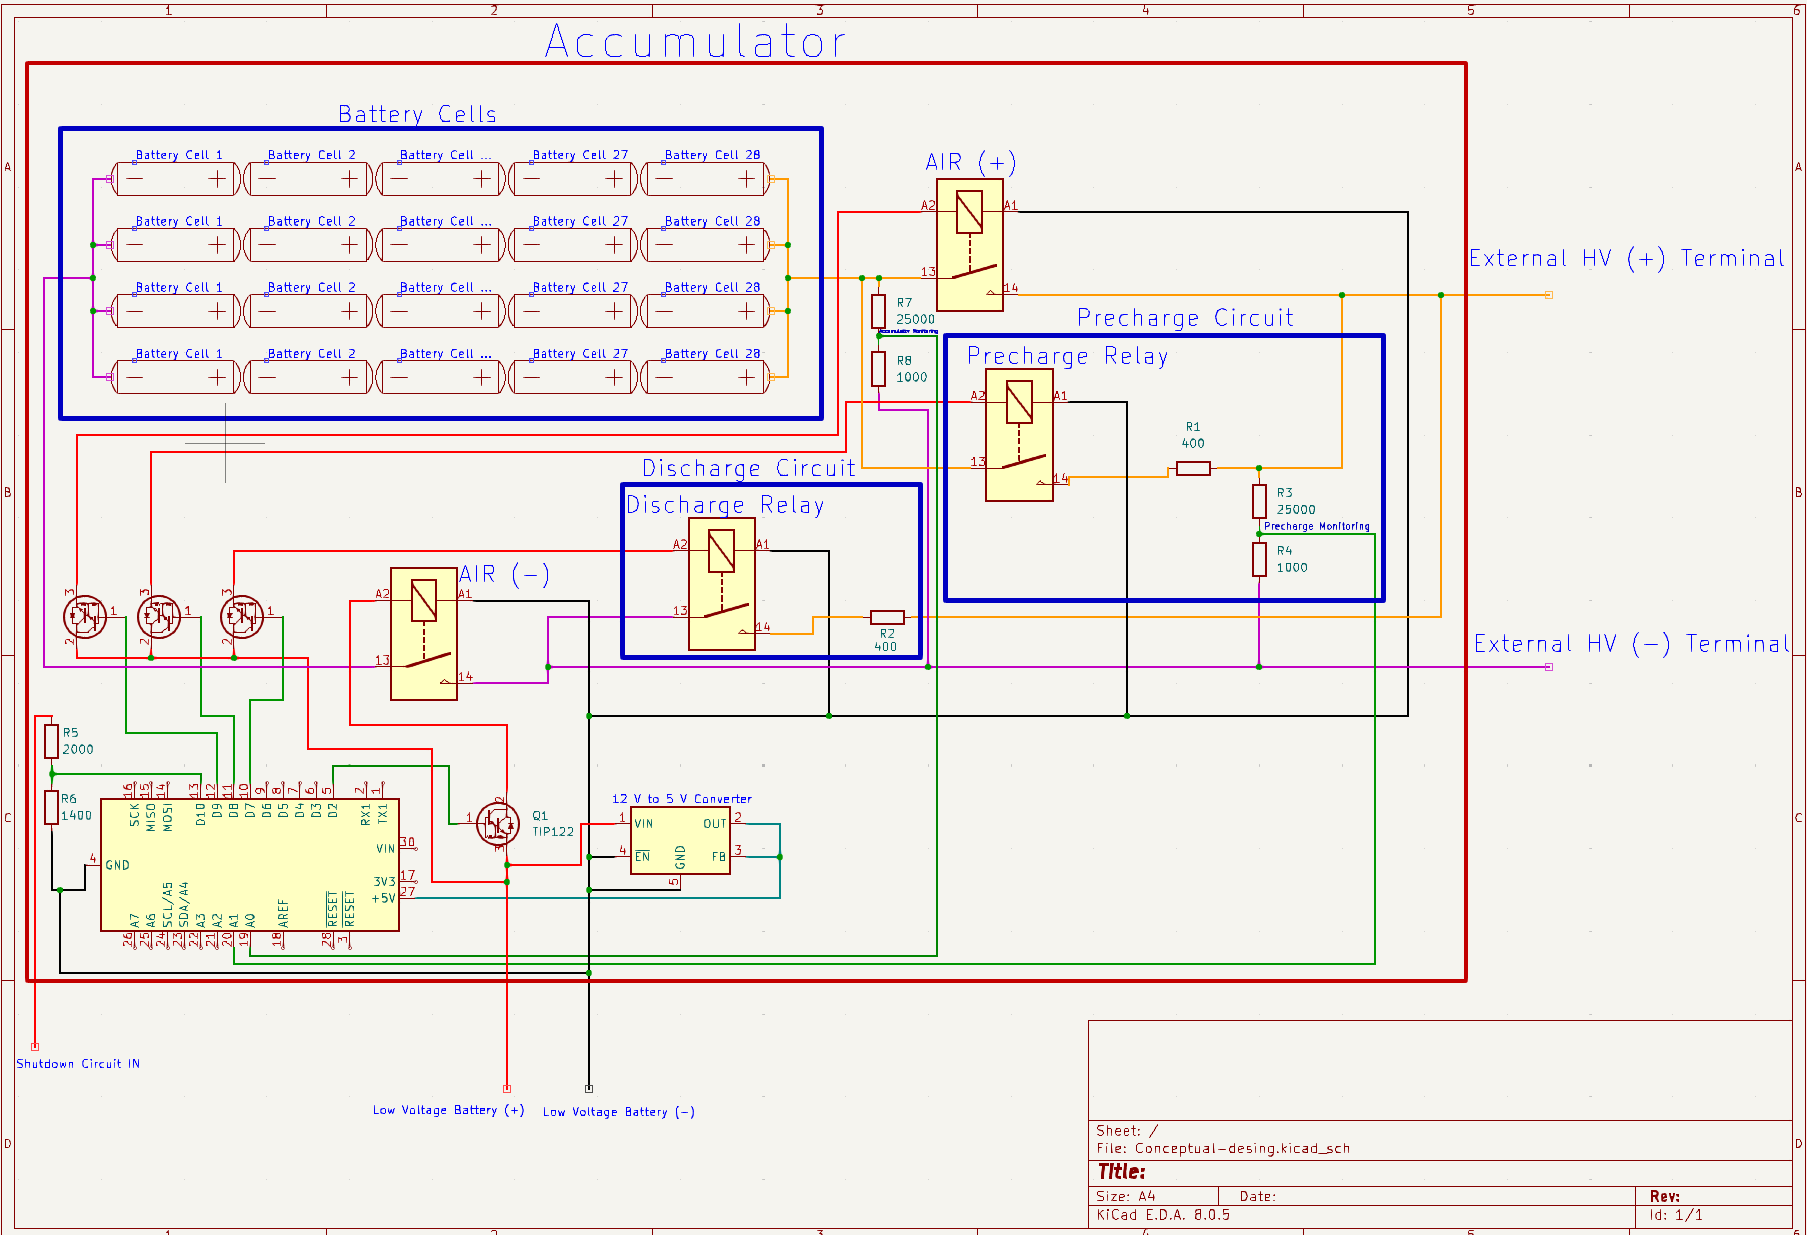 1 2 3 4 5 6
Accumulator
Battery Cells
A A
Battery Cell 1 Battery Cell 2 Battery Cell ... Battery Cell 27 Battery Cell 28
− + − + − + − + − +
Battery Cell 1 Battery Cell 2 Battery Cell ... Battery Cell 27 Battery Cell 28
− + − + − + − + − +
Battery Cell 1 Battery Cell 2 Battery Cell ... Battery Cell 27 Battery Cell 28
− + − + − + − + − +
Battery Cell 1 Battery Cell 2 Battery Cell ... Battery Cell 27 Battery Cell 28
− + − + − + − + − +
AIR (+)
A2 A1
13
14
External HV (+) Terminal
R7
25000
Accumulator Monitoring
R8
1000
Precharge Circuit
Precharge Relay
A2 A1
13
14
R1
400
R3
25000
Precharge Monitoring
R4
1000
B B
Discharge Circuit
Discharge Relay
A2 A1
13
14
R2
400
AIR (−)
A2 A1
13
14
External HV (−) Terminal
3 1 2
3 1 2
3 1 2
R5
2000
R6
1400
C C
16 15 14 13 12 11 10 9 8 7 6 5 2 1
SCK MISO MOSI D10 D9 D8 D7 D6 D5 D4 D3 D2 RX1 TX1
4 GND
VIN 30
3V3 17
+5V 27
A7 A6 SCL/A5 SDA/A4 A3 A2 A1 A0 AREF RESET RESET
26 25 24 23 22 21 20 19 18 28 3
2
1
3
Q1
TIP122
12 V to 5 V Converter
1 VIN OUT 2
4 EN FB 3
GND
5
Shutdown Circuit IN
Low Voltage Battery (+) Low Voltage Battery (−)
D D
Sheet: /
File: Conceptual-desing.kicad_sch
Title:
Size: A4 Date: Rev:
KiCad E.D.A. 8.0.5 Id: 1/1
1 2 3 4 5 6